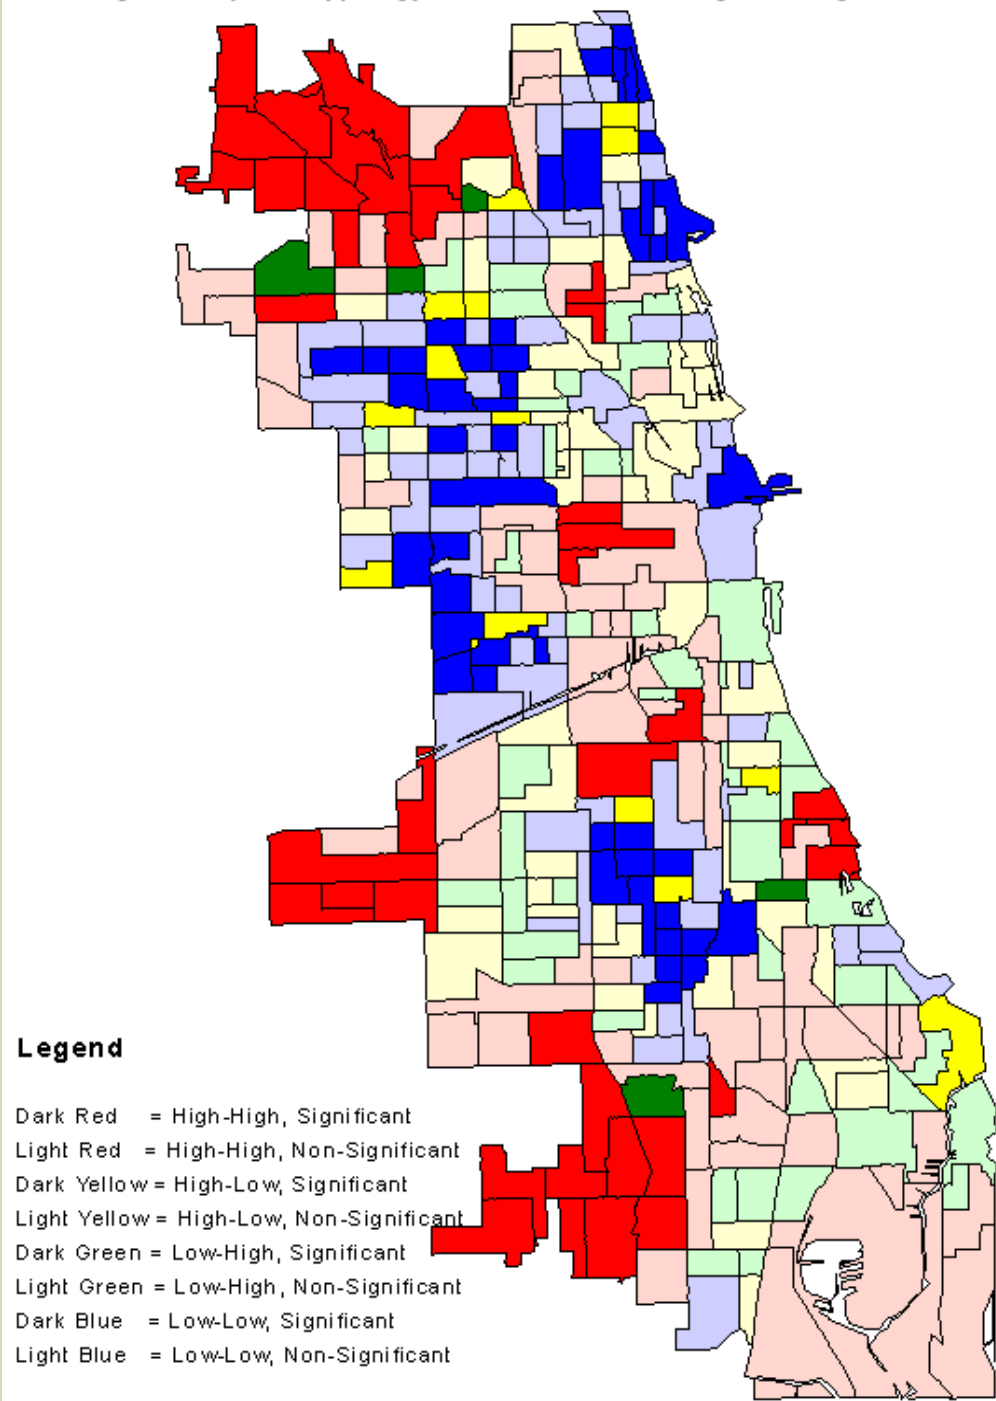 Legend
Dark Red = High-High, Significant
Light Red = High-High, Non-Significant
Dark Yellow = High-Low, Significant
Light Yellow = High-Low, Non-Significant
Dark Green = Low-High, Significant
Light Green = Low-High, Non-Significant
Dark Blue = Low-Low, Significant
Light Blue = Low-Low, Non-Significant